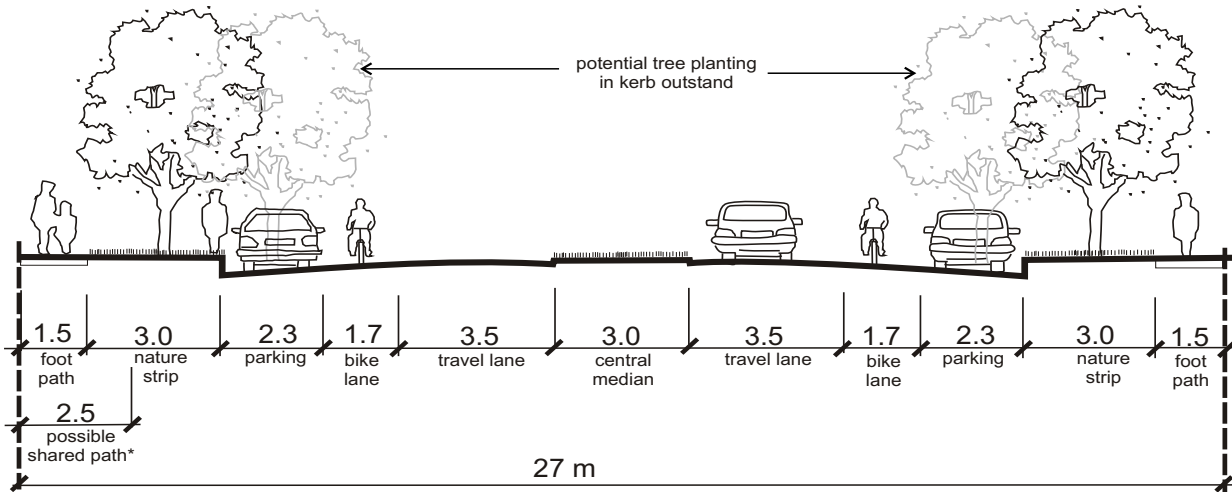 potential tree planting
in kerb outstand
1.5 3.0 2.3 1.7 3.5 3.0 3.5 1.7 2.3 3.0 1.5
foot nature parking bike travel lane central travel lane bike parking nature foot
path strip lane median lane strip path
2.5
possible
shared path*
27 m